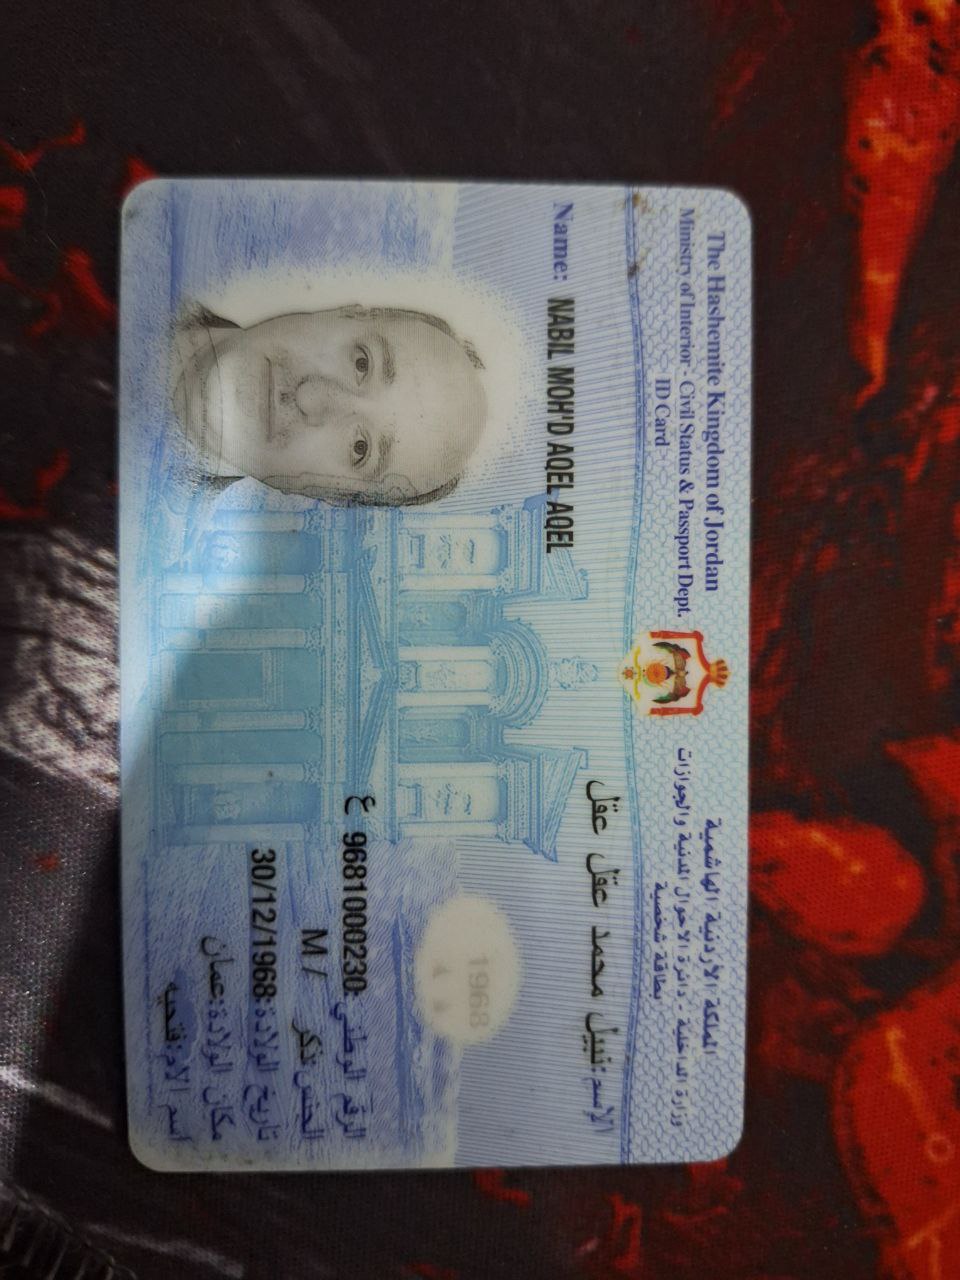 The Hashemite Kingdom of Jordan
Ministry of Interior - Civil Status & Passport Dept.
ID Card
المملكة الأردنية الهاشمية
وزارة الداخلية - دائرة الاحوال المدنية والجوازات
بطاقة شخصية
الإسم: نبيل محمد عقل عقل
Name: NABIL MOH'D AQEL AQEL
1968
الرقم الوطني: 9681000230 ع
الجنس: ذكر / M
تاريخ الولادة: 30/12/1968
مكان الولادة: عمان
اسم الام: فتحيه